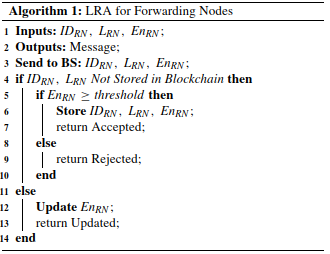 Algorithm 1: LRA for Forwarding Nodes
1 Inputs: ID_RN, L_RN, En_RN;
2 Outputs: Message;
3 Send to BS: ID_RN, L_RN, En_RN;
4 if ID_RN, L_RN Not Stored in Blockchain then
5 if En_RN ≥ threshold then
6 Store ID_RN, L_RN, En_RN;
7 return Accepted;
8 else
9 return Rejected;
10 end
11 else
12 Update En_RN;
13 return Updated;
14 end